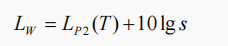 L_W = L_{P2}(T) + 10 lg s